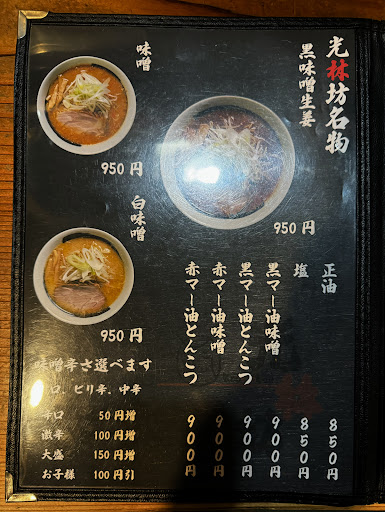 光林坊名物
黒味噌生姜
950円
味噌
950円
白味噌
950円
正油 850円
塩 850円
黒マー油味噌 900円
黒マー油とんこつ 900円
赤マー油味噌 900円
赤マー油とんこつ 900円
味噌辛さ選べます
口、ピリ辛、中辛
辛口 50円増
激辛 100円増
大盛 150円増
お子様 100円引